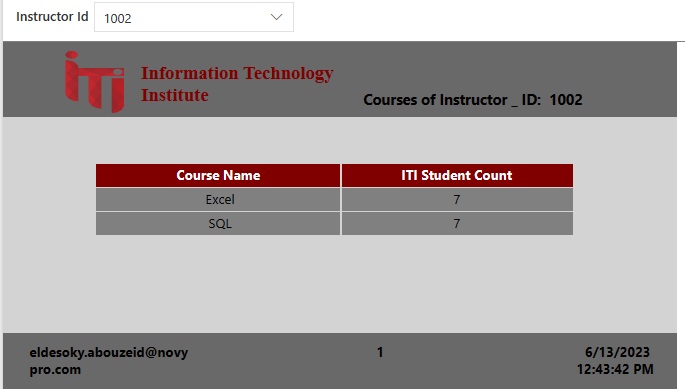 Instructor Id 1002
iTi
Information Technology
Institute
Courses of Instructor _ ID: 1002
Course Name ITI Student Count
Excel 7
SQL 7
eldesoky.abouzeid@novy
pro.com
1
6/13/2023
12:43:42 PM